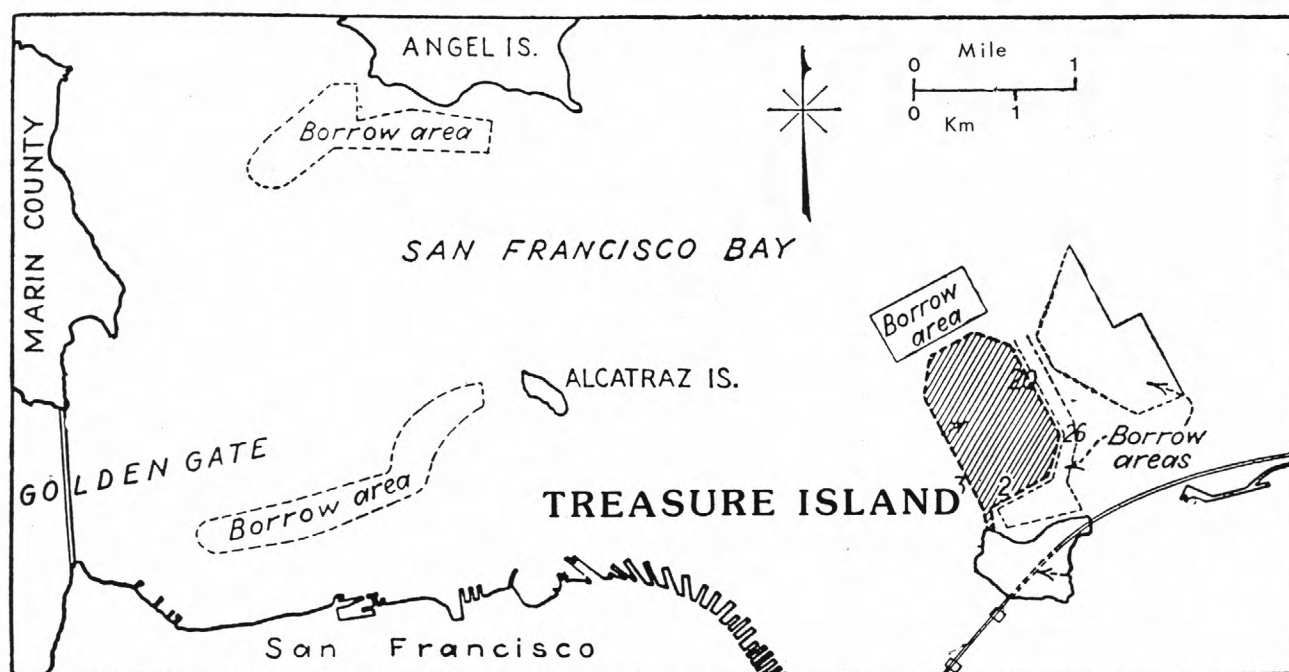 ANGEL IS.
Mile
0 1
0 1
Km
Borrow area
MARIN COUNTY
SAN FRANCISCO BAY
Borrow
area
ALCATRAZ IS.
26
Borrow
areas
GOLDEN GATE
Borrow area
TREASURE ISLAND
2
San Francisco